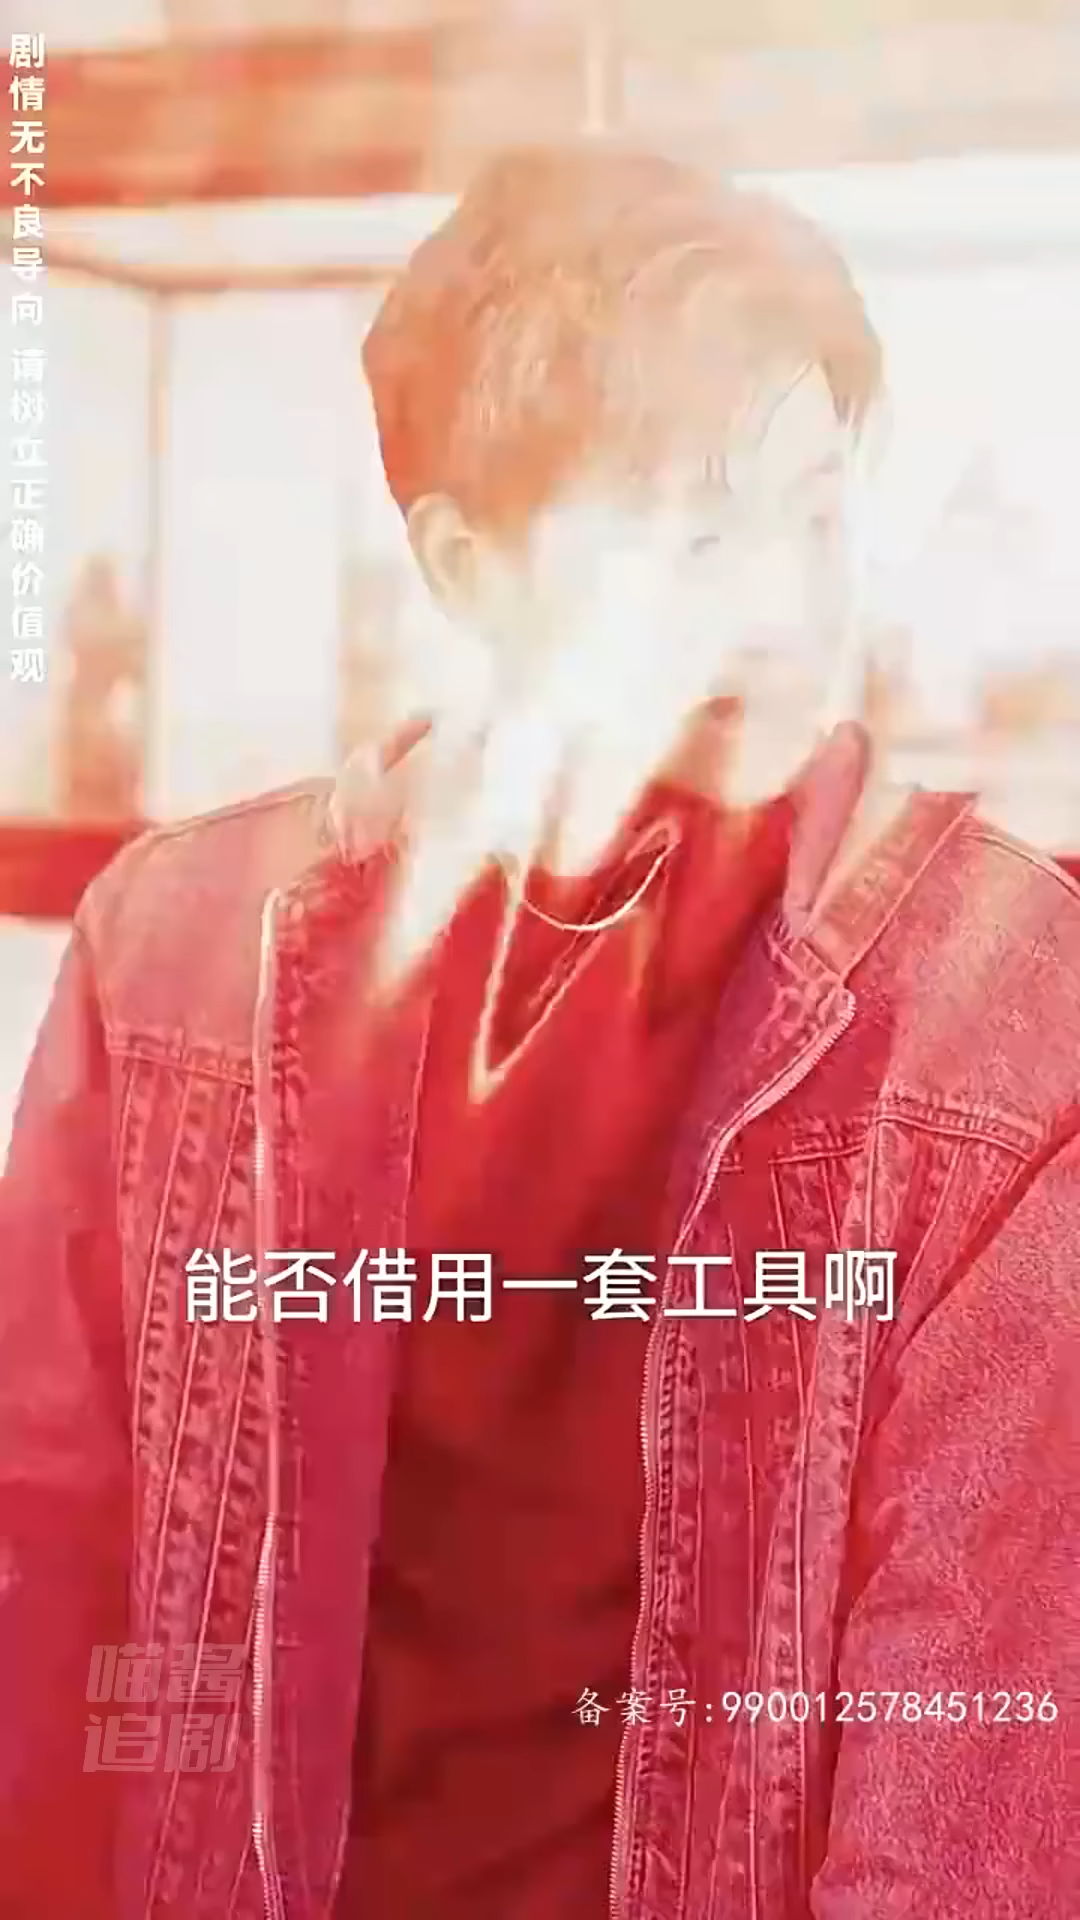 剧情无不良导向 请树立正确价值观
能否借用一套工具啊
喵酱
追剧
备案号:990012578451236